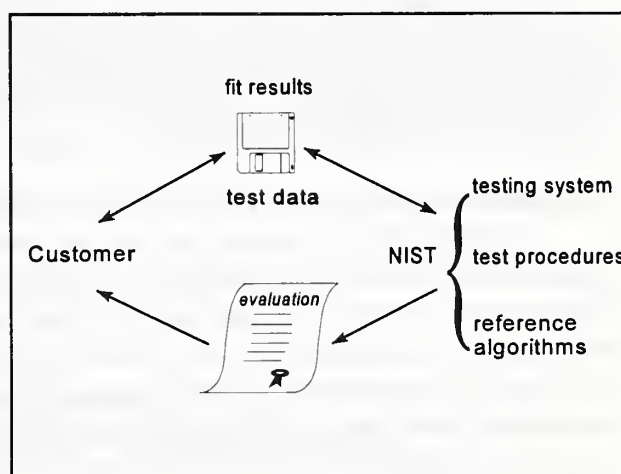 fit results
test data
Customer
NIST
testing system
test procedures
reference
algorithms
evaluation